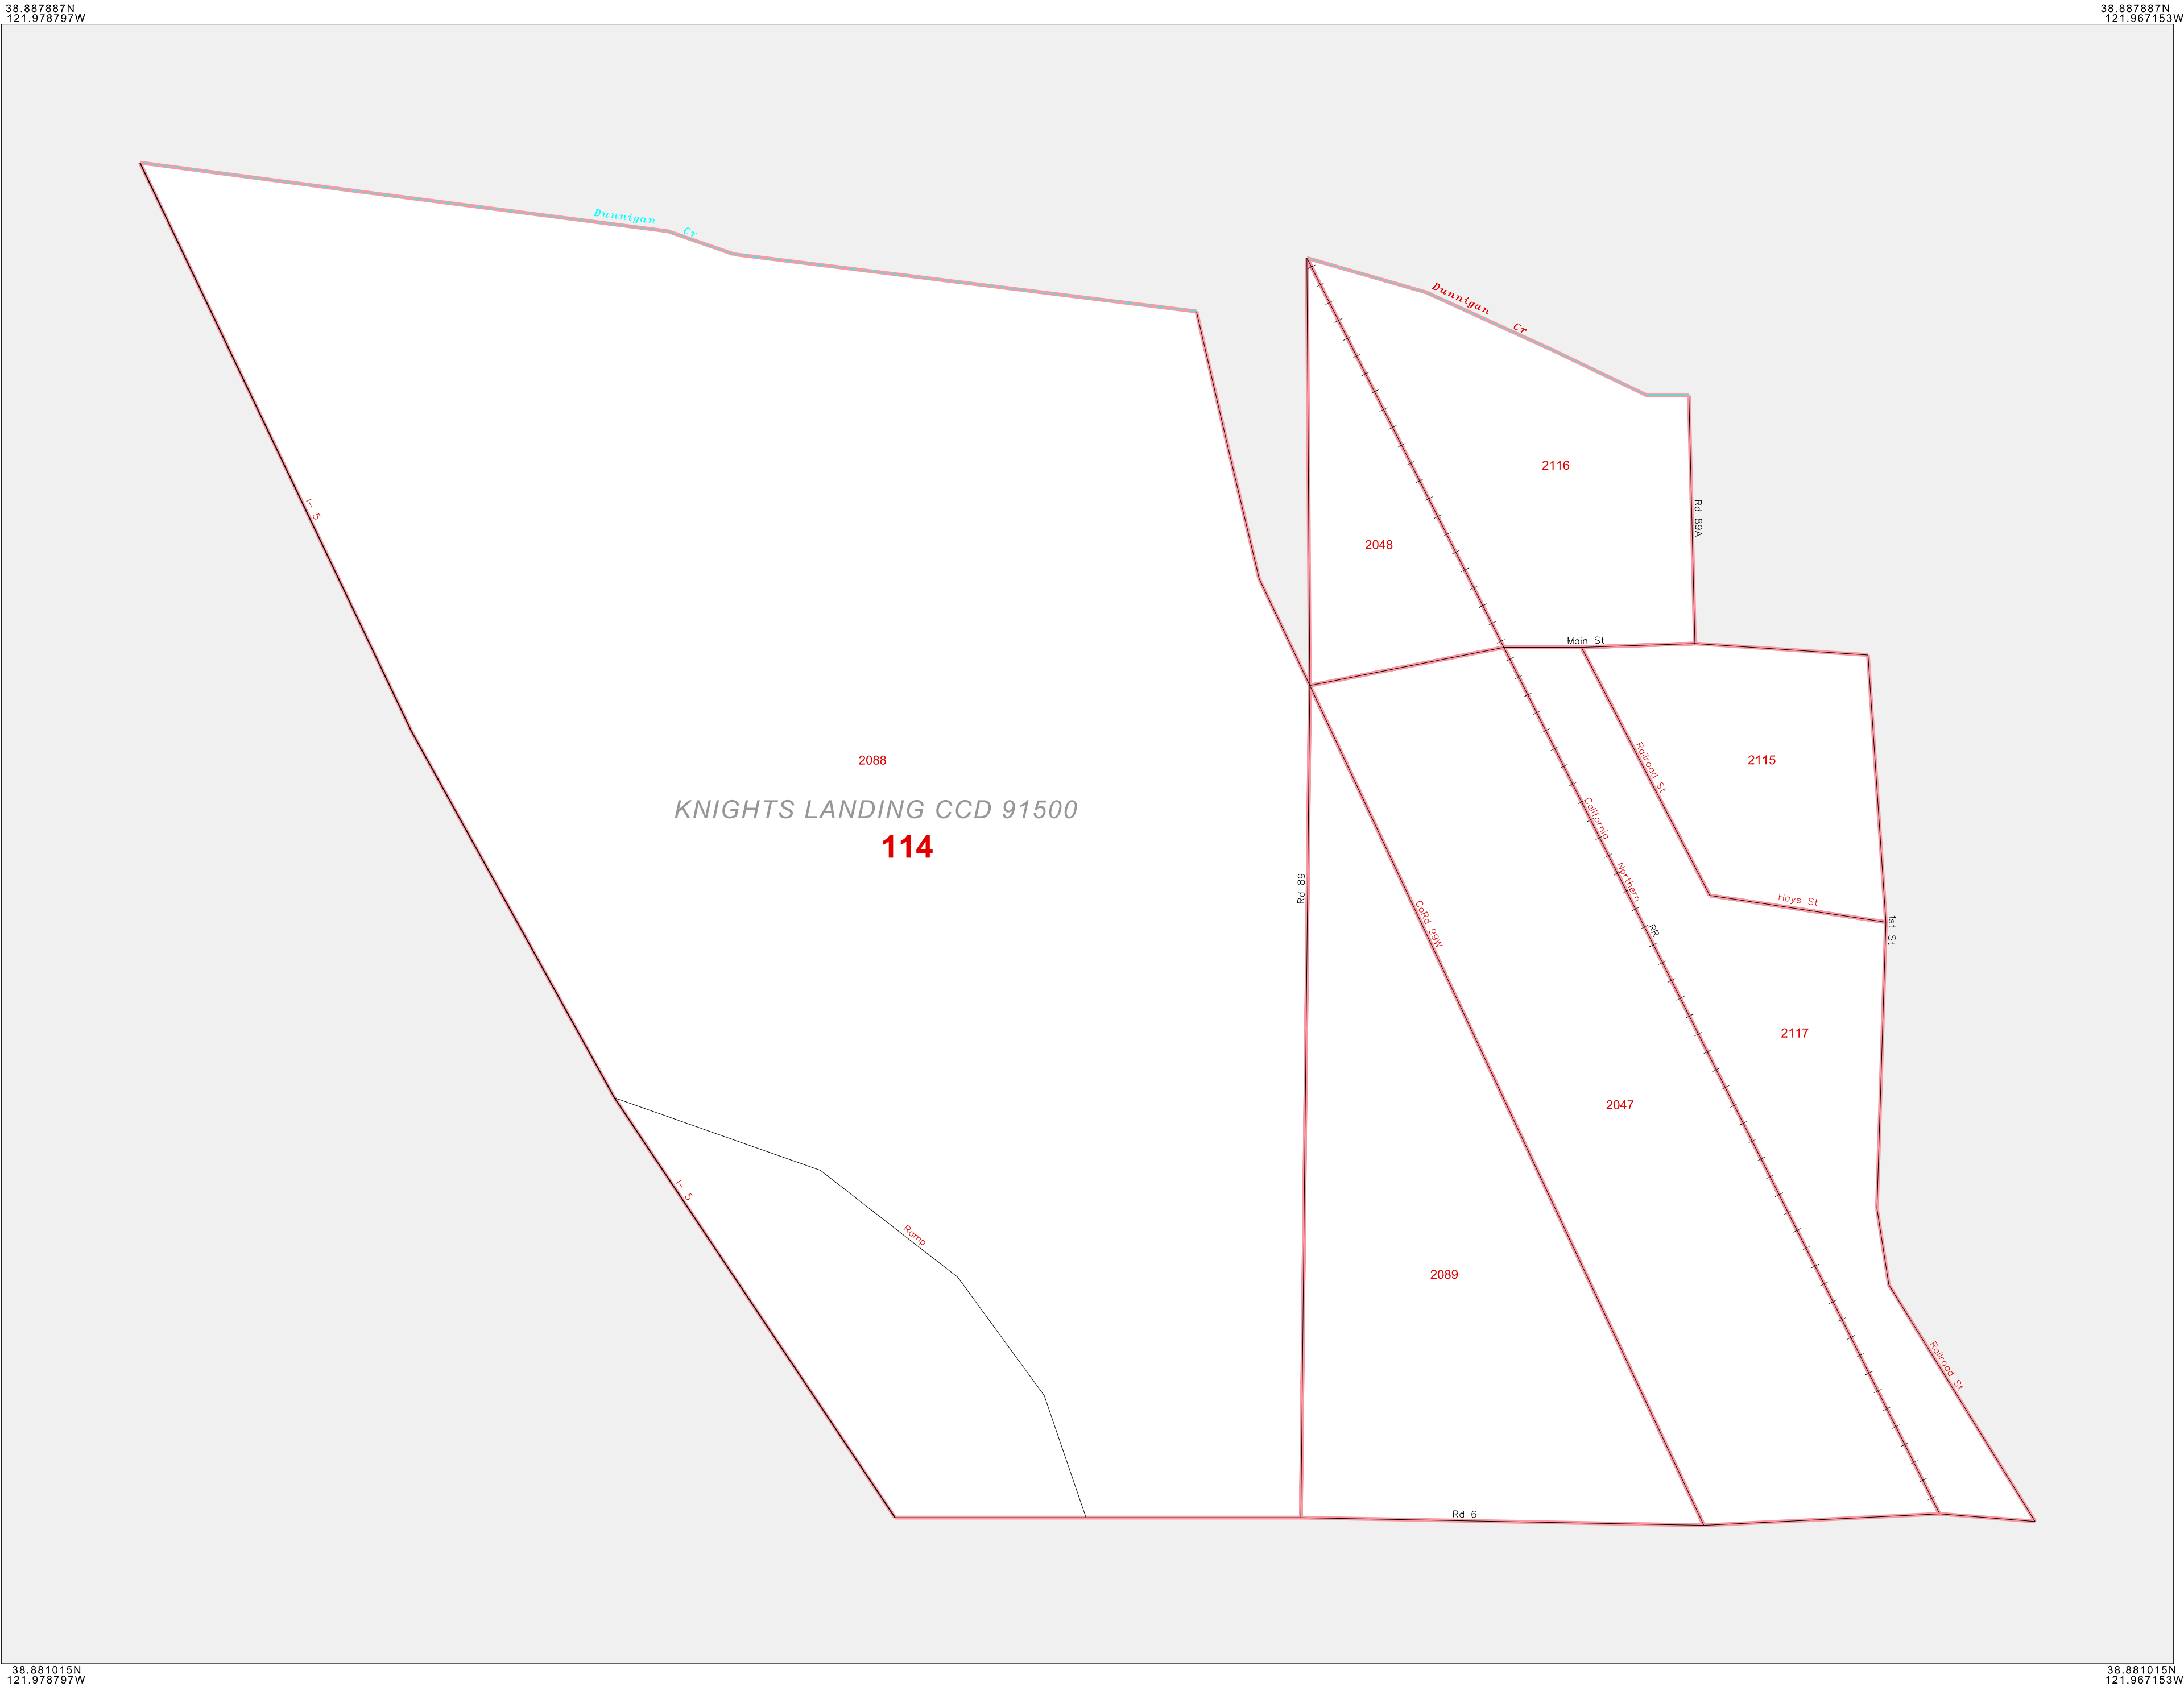 38.887887N
121.978797W
38.887887N
121.967153W
Dunnigan Cr
Dunnigan Cr
2116
I- 5
Rd 89A
2048
Main St
2088
Railroad St
2115
KNIGHTS LANDING CCD 91500
114
California Northern RR
Rd 89
Hays St
CoRd 99W
1st St
2117
2047
I- 5
Ramp
2089
Railroad St
Rd 6
38.881015N
121.978797W
38.881015N
121.967153W